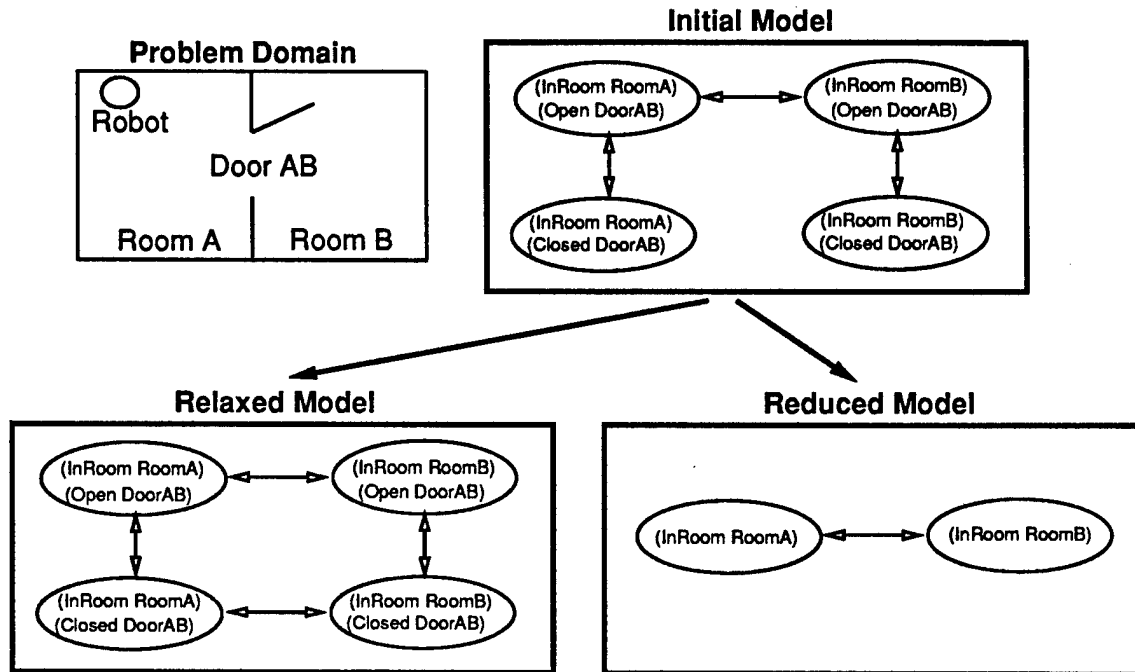 Problem Domain
Robot
Door AB
Room A
Room B
Initial Model
(InRoom RoomA)
(Open DoorAB)
(InRoom RoomB)
(Open DoorAB)
(InRoom RoomA)
(Closed DoorAB)
(InRoom RoomB)
(Closed DoorAB)
Relaxed Model
(InRoom RoomA)
(Open DoorAB)
(InRoom RoomB)
(Open DoorAB)
(InRoom RoomA)
(Closed DoorAB)
(InRoom RoomB)
(Closed DoorAB)
Reduced Model
(InRoom RoomA)
(InRoom RoomB)